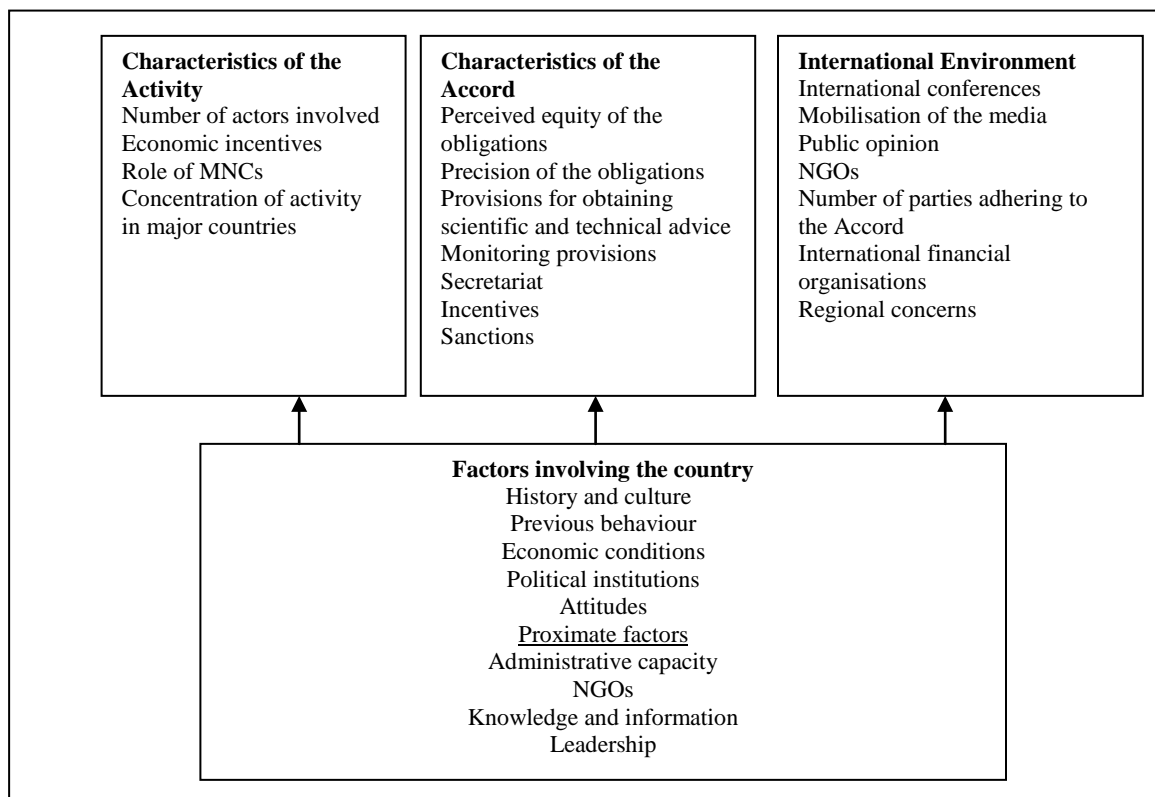 Characteristics of the
Activity
Number of actors involved
Economic incentives
Role of MNCs
Concentration of activity
in major countries
Characteristics of the
Accord
Perceived equity of the
obligations
Precision of the obligations
Provisions for obtaining
scientific and technical advice
Monitoring provisions
Secretariat
Incentives
Sanctions
International Environment
International conferences
Mobilisation of the media
Public opinion
NGOs
Number of parties adhering to
the Accord
International financial
organisations
Regional concerns
Factors involving the country
History and culture
Previous behaviour
Economic conditions
Political institutions
Attitudes
Proximate factors
Administrative capacity
NGOs
Knowledge and information
Leadership